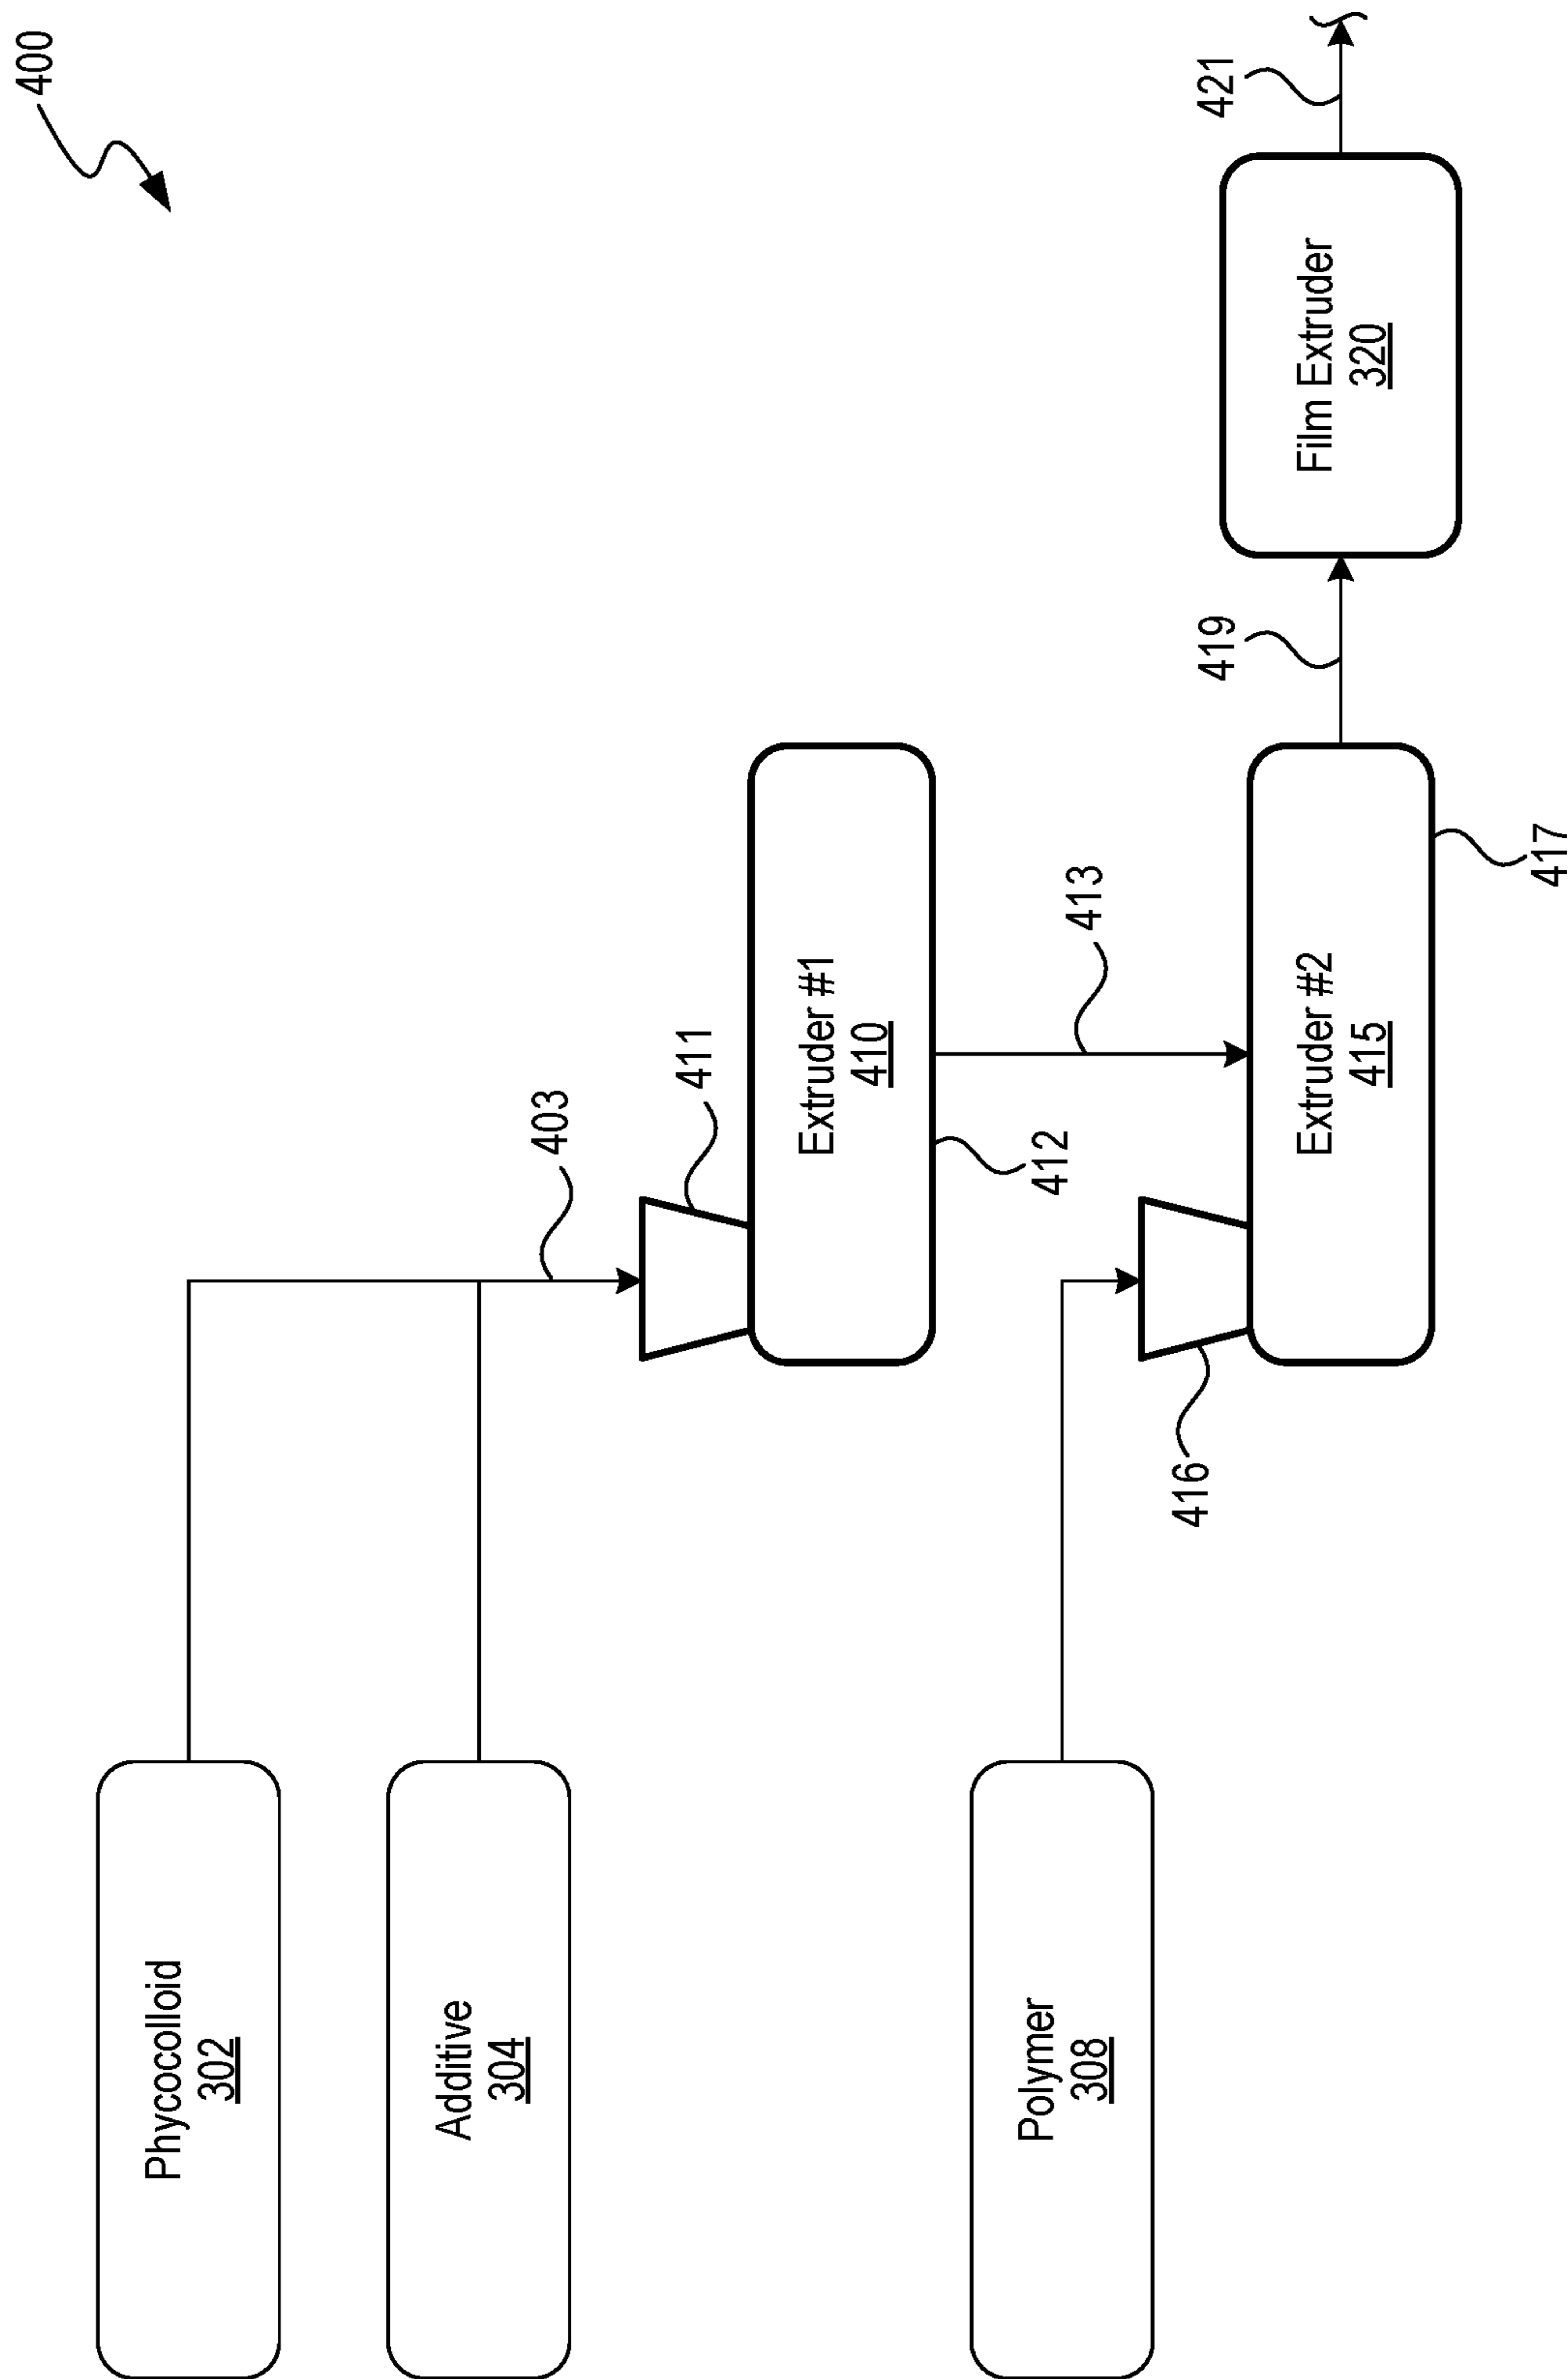 400
Phycocolloid
302
Additive
304
403
411
Extruder #1
410
412
413
Polymer
308
416
Extruder #2
415
417
419
Film Extruder
320
421